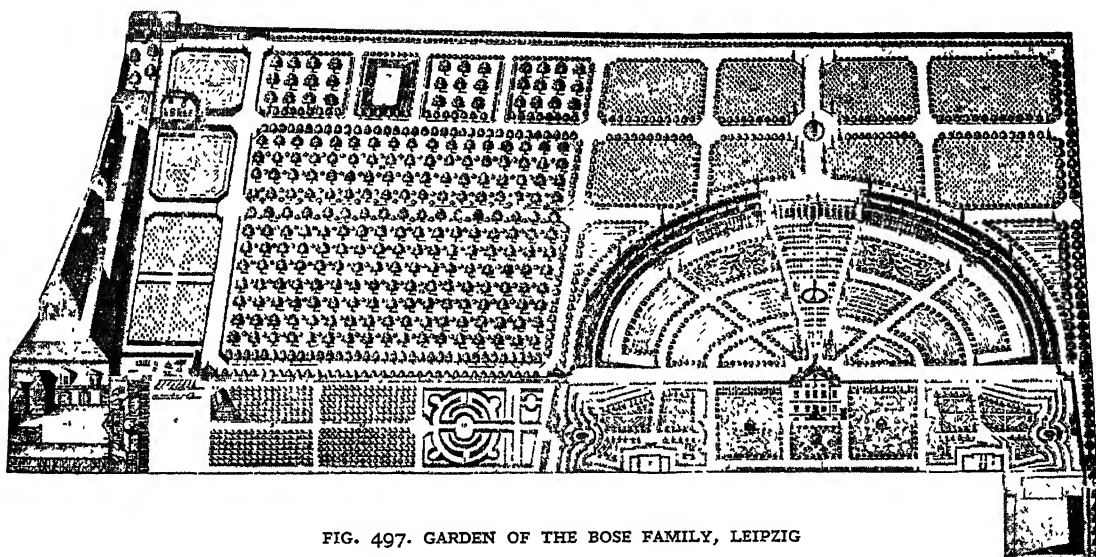 FIG. 497. GARDEN OF THE BOSE FAMILY, LEIPZIG